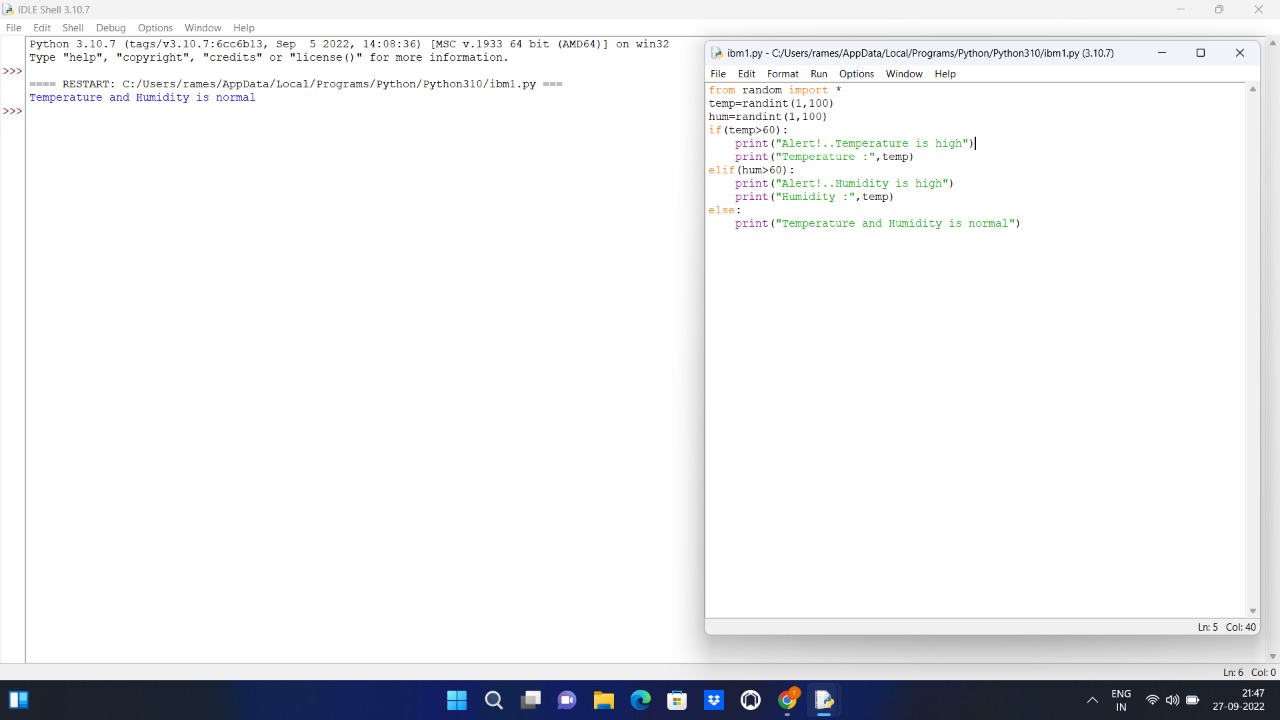 IDLE Shell 3.10.7
File Edit Shell Debug Options Window Help
Python 3.10.7 (tags/v3.10.7:6cc6b13, Sep  5 2022, 14:08:36) [MSC v.1933 64 bit (AMD64)] on win32
Type "help", "copyright", "credits" or "license()" for more information.
>>>
==== RESTART: C:/Users/rames/AppData/Local/Programs/Python/Python310/ibm1.py ===
Temperature and Humidity is normal
>>>
ibm1.py - C:/Users/rames/AppData/Local/Programs/Python/Python310/ibm1.py (3.10.7)
File Edit Format Run Options Window Help
from random import *
temp=randint(1,100)
hum=randint(1,100)
if(temp>60):
    print("Alert!..Temperature is high")
    print("Temperature :",temp)
elif(hum>60):
    print("Alert!..Humidity is high")
    print("Humidity :",temp)
else:
    print("Temperature and Humidity is normal")
Ln: 5 Col: 40
Ln: 6 Col: 0
ENG
IN
21:47
27-09-2022